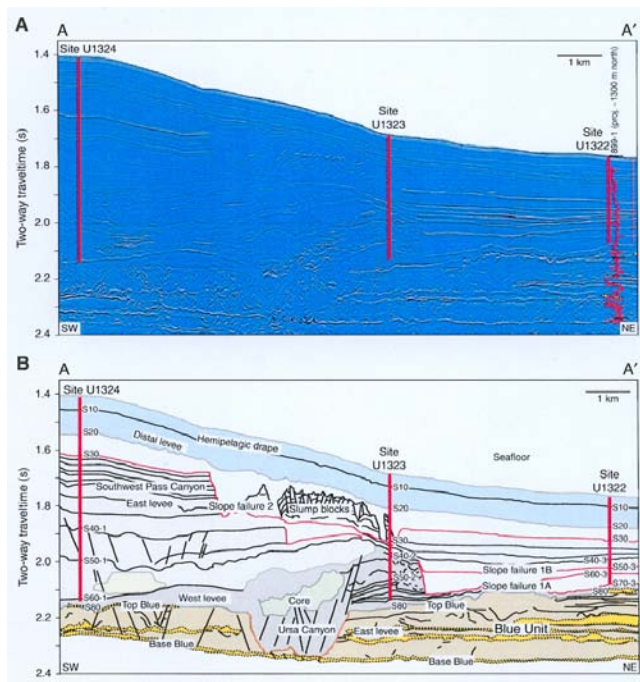 A
A
A′
Site U1324
1 km
899-1 (proj. ~ 1300 m north)
Site
U1323
Site
U1322
Two-way traveltime (s)
1.4
1.6
1.8
2.0
2.2
2.4
SW
NE
B
A
A′
Site U1324
1 km
Site
U1323
Seafloor
Site
U1322
Two-way traveltime (s)
1.4
1.6
1.8
2.0
2.2
2.4
S10
S20
S30
Distal levee
Hemipelagic drape
Southwest Pass Canyon
East levee
Slope failure 2
Slump blocks
S10
S20
S30
S10
S20
S30
S40-1
S50-1
S60-1
S80
S40-3
S50-3
S60-3
S70-3
S80
Slope failure 1B
Slope failure 1A
S80
Top Blue
West levee
Core
Ursa Canyon
Top Blue
East levee
Blue Unit
Base Blue
Base Blue
SW
NE